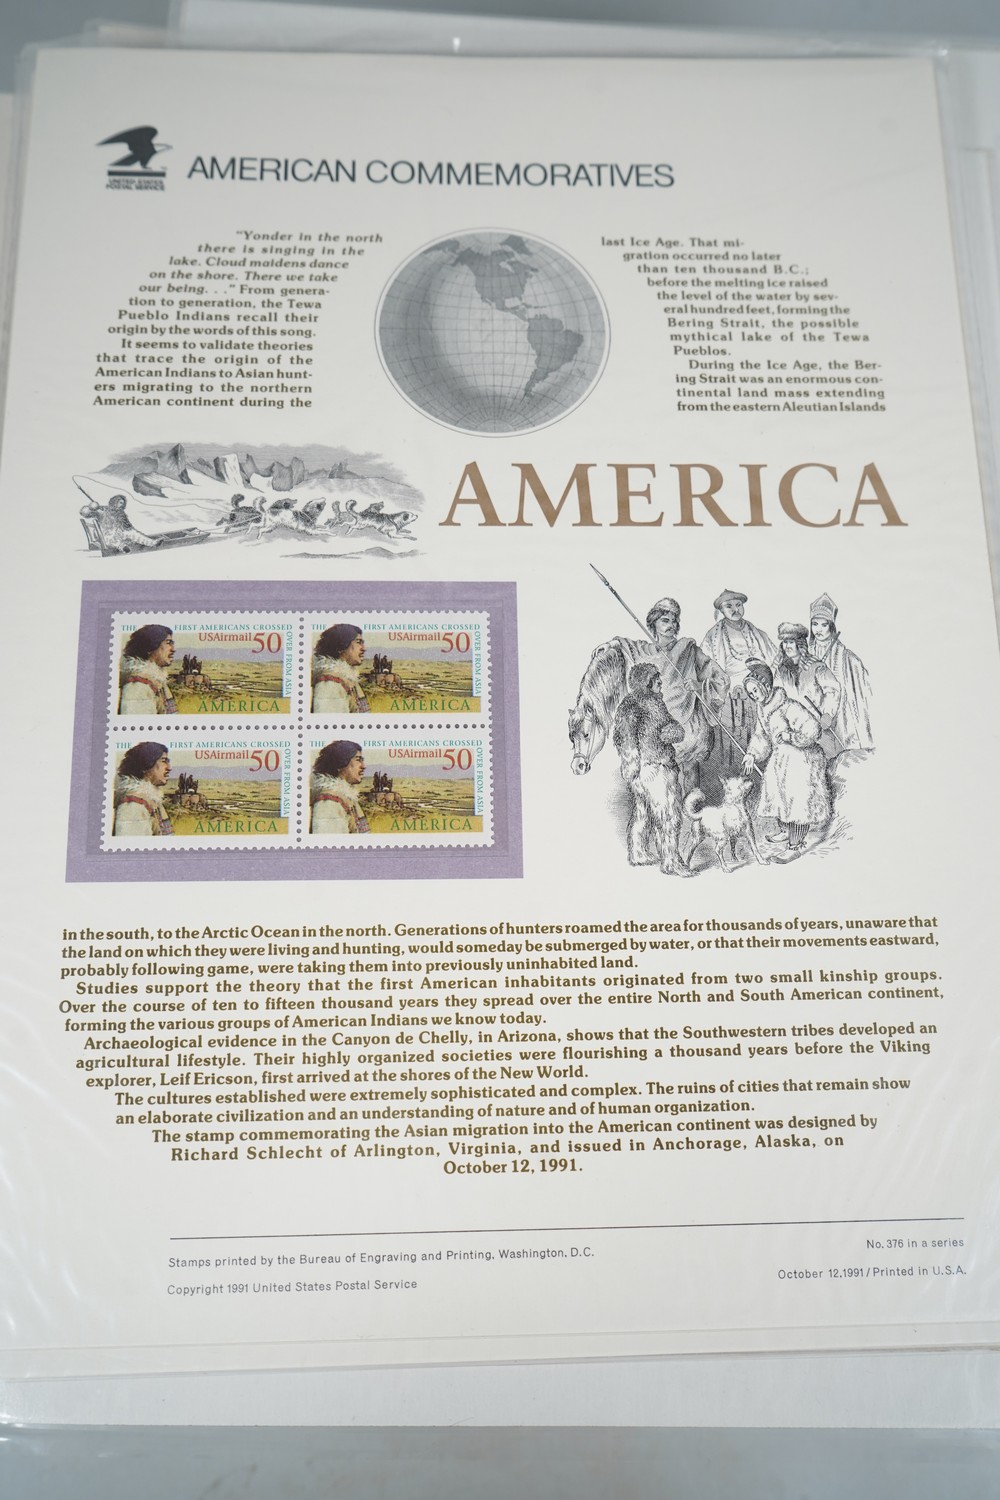 UNITED STATES
POSTAL SERVICE
AMERICAN COMMEMORATIVES
"Yonder in the north
there is singing in the
lake. Cloud maidens dance
on the shore. There we take
our being. . ." From genera-
tion to generation, the Tewa
Pueblo Indians recall their
origin by the words of this song.
It seems to validate theories
that trace the origin of the
American Indians to Asian hunt-
ers migrating to the northern
American continent during the
last Ice Age. That mi-
gration occurred no later
than ten thousand B.C.;
before the melting ice raised
the level of the water by sev-
eral hundred feet, forming the
Bering Strait, the possible
mythical lake of the Tewa
Pueblos.
During the Ice Age, the Ber-
ing Strait was an enormous con-
tinental land mass extending
from the eastern Aleutian Islands
AMERICA
THE FIRST AMERICANS CROSSED
OVER FROM ASIA
USAirmail 50
AMERICA
THE FIRST AMERICANS CROSSED
OVER FROM ASIA
USAirmail 50
AMERICA
THE FIRST AMERICANS CROSSED
OVER FROM ASIA
USAirmail 50
AMERICA
THE FIRST AMERICANS CROSSED
OVER FROM ASIA
USAirmail 50
AMERICA
in the south, to the Arctic Ocean in the north. Generations of hunters roamed the area for thousands of years, unaware that
the land on which they were living and hunting, would someday be submerged by water, or that their movements eastward,
probably following game, were taking them into previously uninhabited land.
Studies support the theory that the first American inhabitants originated from two small kinship groups.
Over the course of ten to fifteen thousand years they spread over the entire North and South American continent,
forming the various groups of American Indians we know today.
Archaeological evidence in the Canyon de Chelly, in Arizona, shows that the Southwestern tribes developed an
agricultural lifestyle. Their highly organized societies were flourishing a thousand years before the Viking
explorer, Leif Ericson, first arrived at the shores of the New World.
The cultures established were extremely sophisticated and complex. The ruins of cities that remain show
an elaborate civilization and an understanding of nature and of human organization.
The stamp commemorating the Asian migration into the American continent was designed by
Richard Schlecht of Arlington, Virginia, and issued in Anchorage, Alaska, on
October 12, 1991.
Stamps printed by the Bureau of Engraving and Printing, Washington, D.C.
Copyright 1991 United States Postal Service
No. 376 in a series
October 12, 1991/Printed in U.S.A.